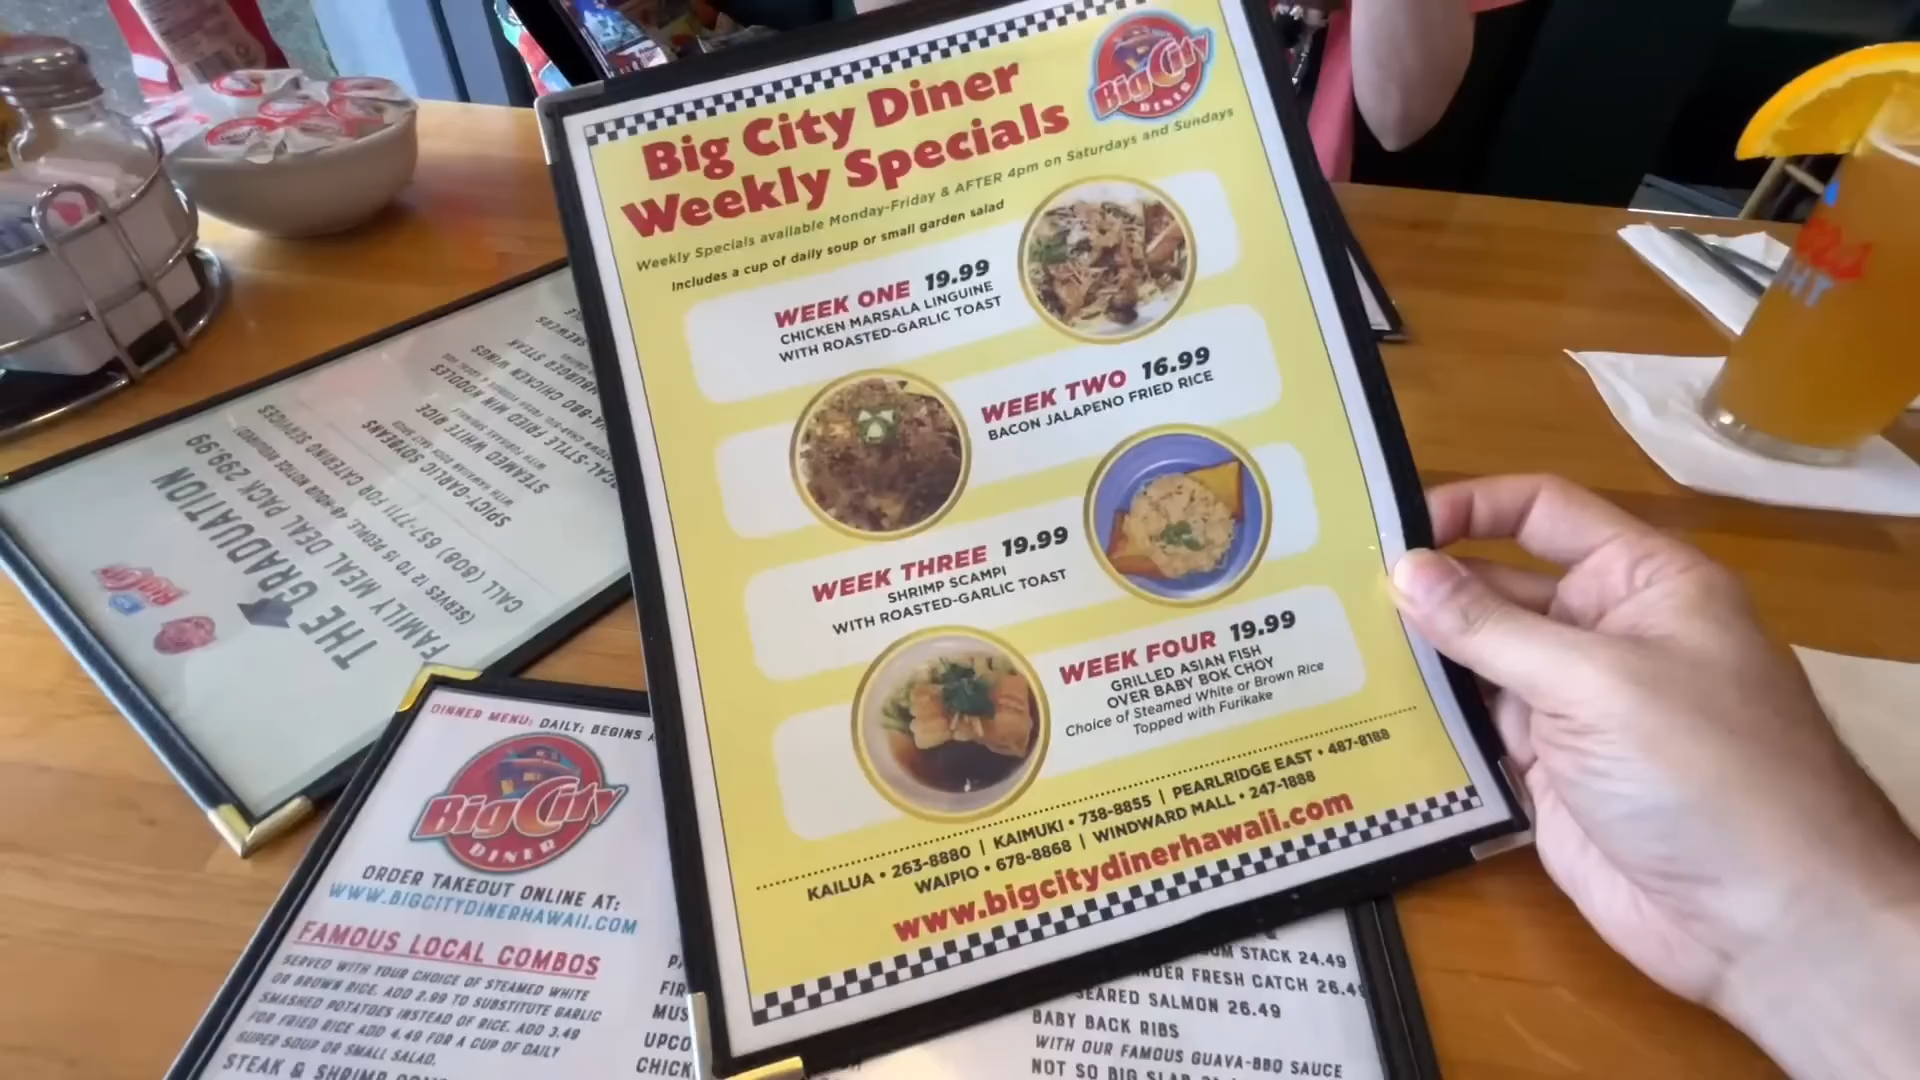 Big City Diner
Weekly Specials
Big City
DINER
Weekly Specials available Monday-Friday & AFTER 4pm on Saturdays and Sundays
Includes a cup of daily soup or small garden salad
WEEK ONE 19.99
CHICKEN MARSALA LINGUINE
WITH ROASTED-GARLIC TOAST
WEEK TWO 16.99
BACON JALAPENO FRIED RICE
WEEK THREE 19.99
SHRIMP SCAMPI
WITH ROASTED-GARLIC TOAST
WEEK FOUR 19.99
GRILLED ASIAN FISH
OVER BABY BOK CHOY
Choice of Steamed White or Brown Rice
Topped with Furikake
KAILUA • 263-8880 | KAIMUKI • 738-8855 | PEARLRIDGE EAST • 487-8188
WAIPIO • 678-8868 | WINDWARD MALL • 247-1888
www.bigcitydinerhawaii.com
THE GRADUATION
FAMILY MEAL DEAL PACK 299.99
(SERVES 12 TO 15 PEOPLE, 48-HOUR NOTICE REQUIRED)
CALL (808) 657-7711 FOR CATERING SERVICES
SPICY-GARLIC SOYBEANS
STEAMED WHITE RICE
STYLE FRIED MIN NOODLES
BBQ CHICKEN WINGS
STEAK
SKEWERS
DINNER MENU: DAILY: BEGINS
Big City
DINER
ORDER TAKEOUT ONLINE AT:
WWW.BIGCITYDINERHAWAII.COM
FAMOUS LOCAL COMBOS
SERVED WITH YOUR CHOICE OF STEAMED WHITE
OR BROWN RICE. ADD 2.99 TO SUBSTITUTE GARLIC
SMASHED POTATOES INSTEAD OF RICE. ADD 3.49
FOR FRIED RICE ADD 4.49 FOR A CUP OF DAILY
SUPER SOUP OR SMALL SALAD.
STEAK & SHRIMP
STACK 24.49
FRESH CATCH 26.49
SEARED SALMON 26.49
BABY BACK RIBS
WITH OUR FAMOUS GUAVA-BBQ SAUCE
NOT SO BIG SLAB